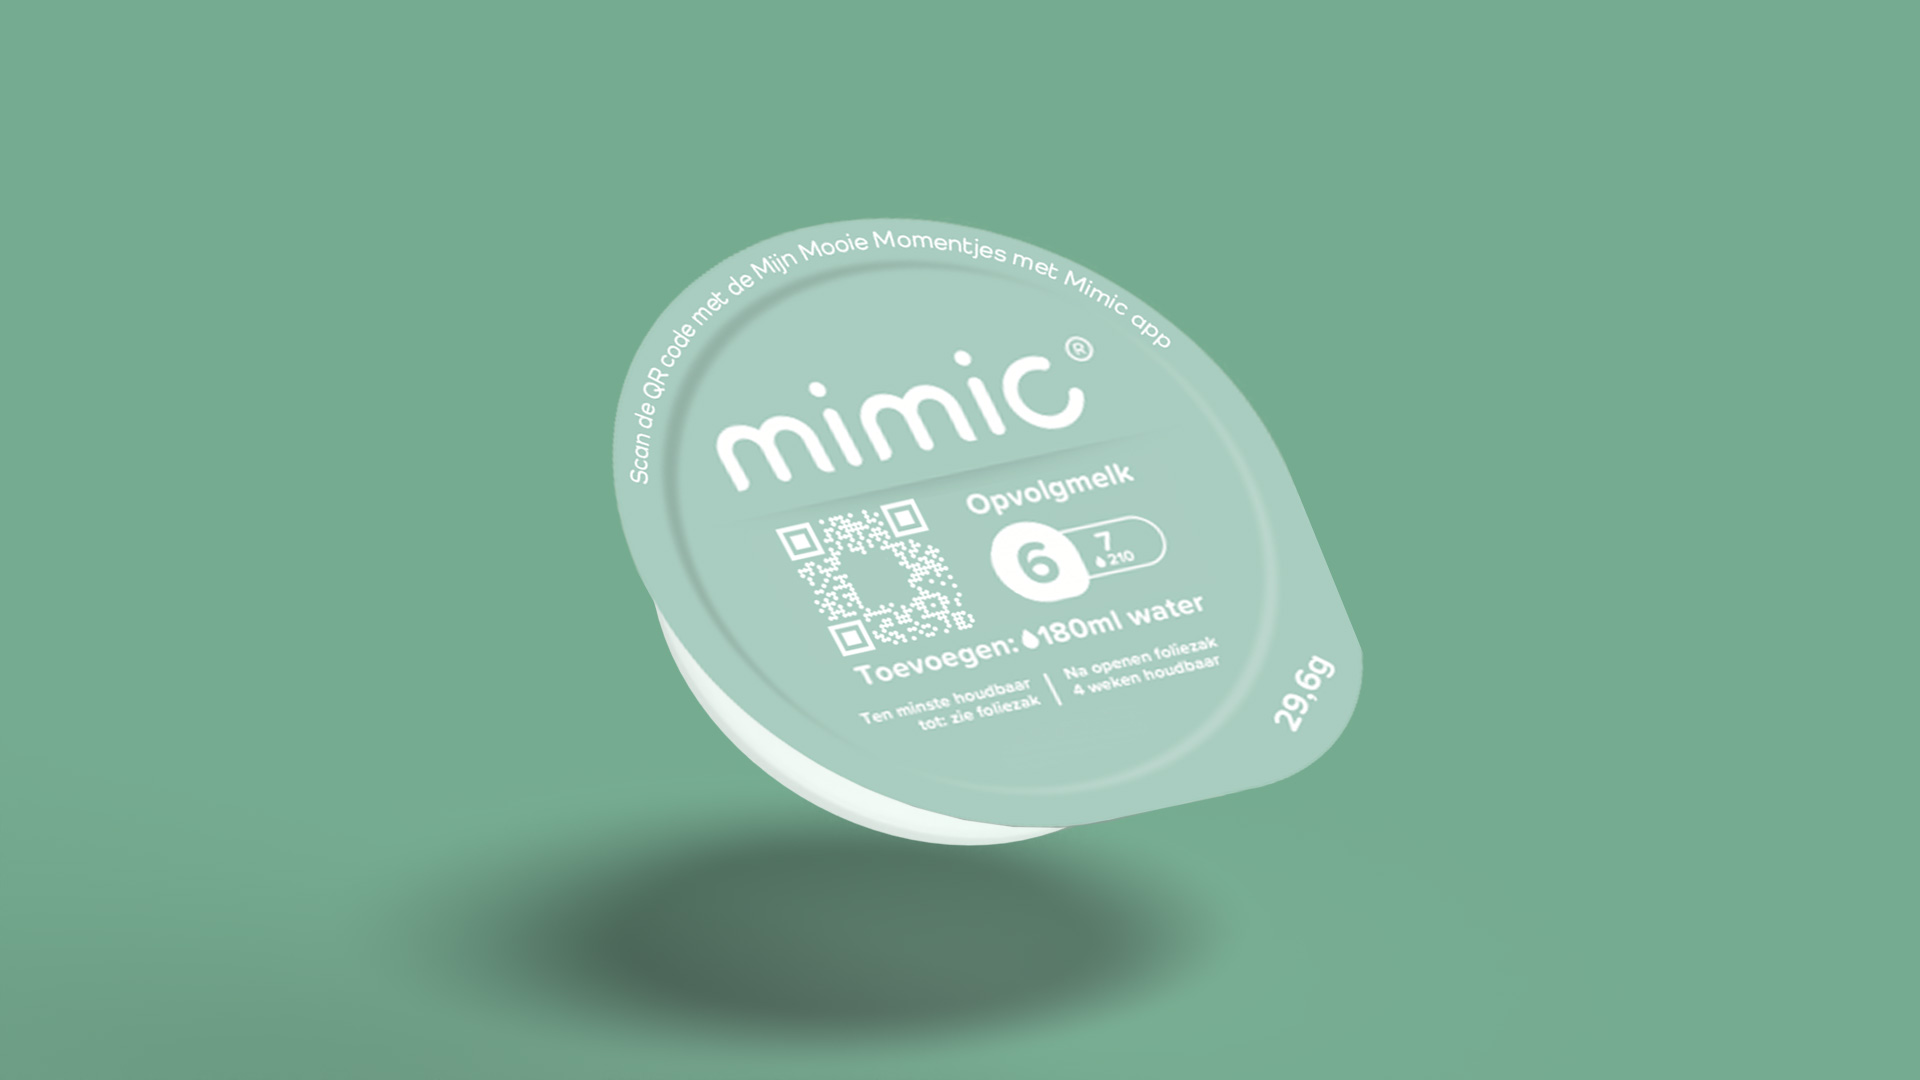 Scan de QR code met de Mijn Mooie Momentjes met Mimic app
mimic®
Opvolgmelk
6
7
210
Toevoegen: 180ml water
Ten minste houdbaar
tot: zie foliezak
Na openen foliezak
4 weken houdbaar
29,6g